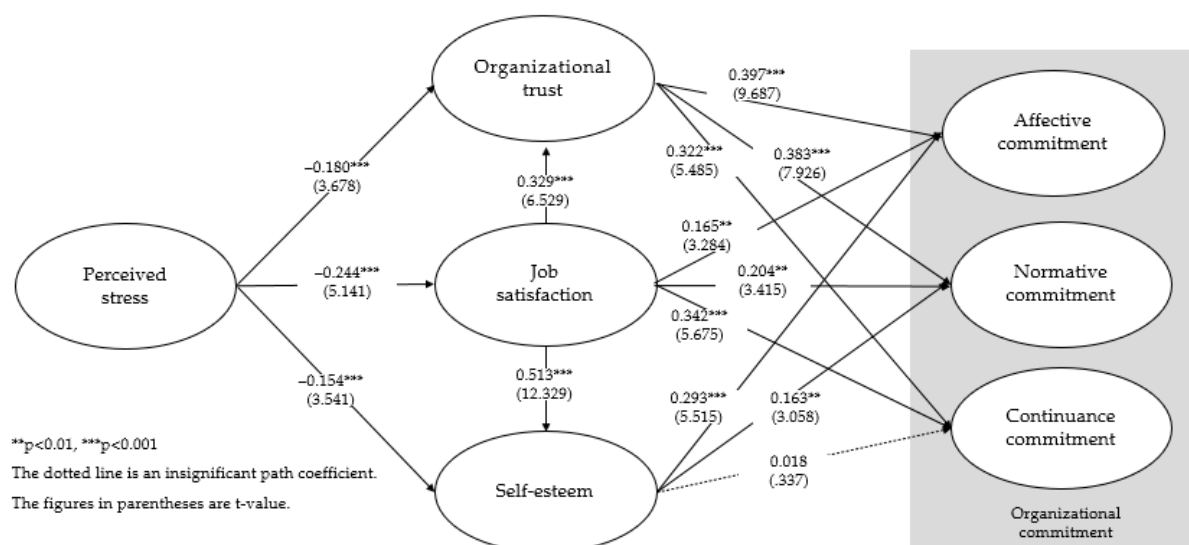 Organizational
trust
0.397***
(9.687)
Affective
commitment
0.322***
(5.485)
0.383***
(7.926)
−0.180***
(3.678)
0.329***
(6.529)
0.165**
(3.284)
Perceived
stress
−0.244***
(5.141)
Job
satisfaction
0.204**
(3.415)
Normative
commitment
0.342***
(5.675)
−0.154***
(3.541)
0.513***
(12.329)
0.293***
(5.515)
0.163**
(3.058)
Continuance
commitment
**p<0.01, ***p<0.001
The dotted line is an insignificant path coefficient.
The figures in parentheses are t-value.
Self-esteem
0.018
(.337)
Organizational
commitment